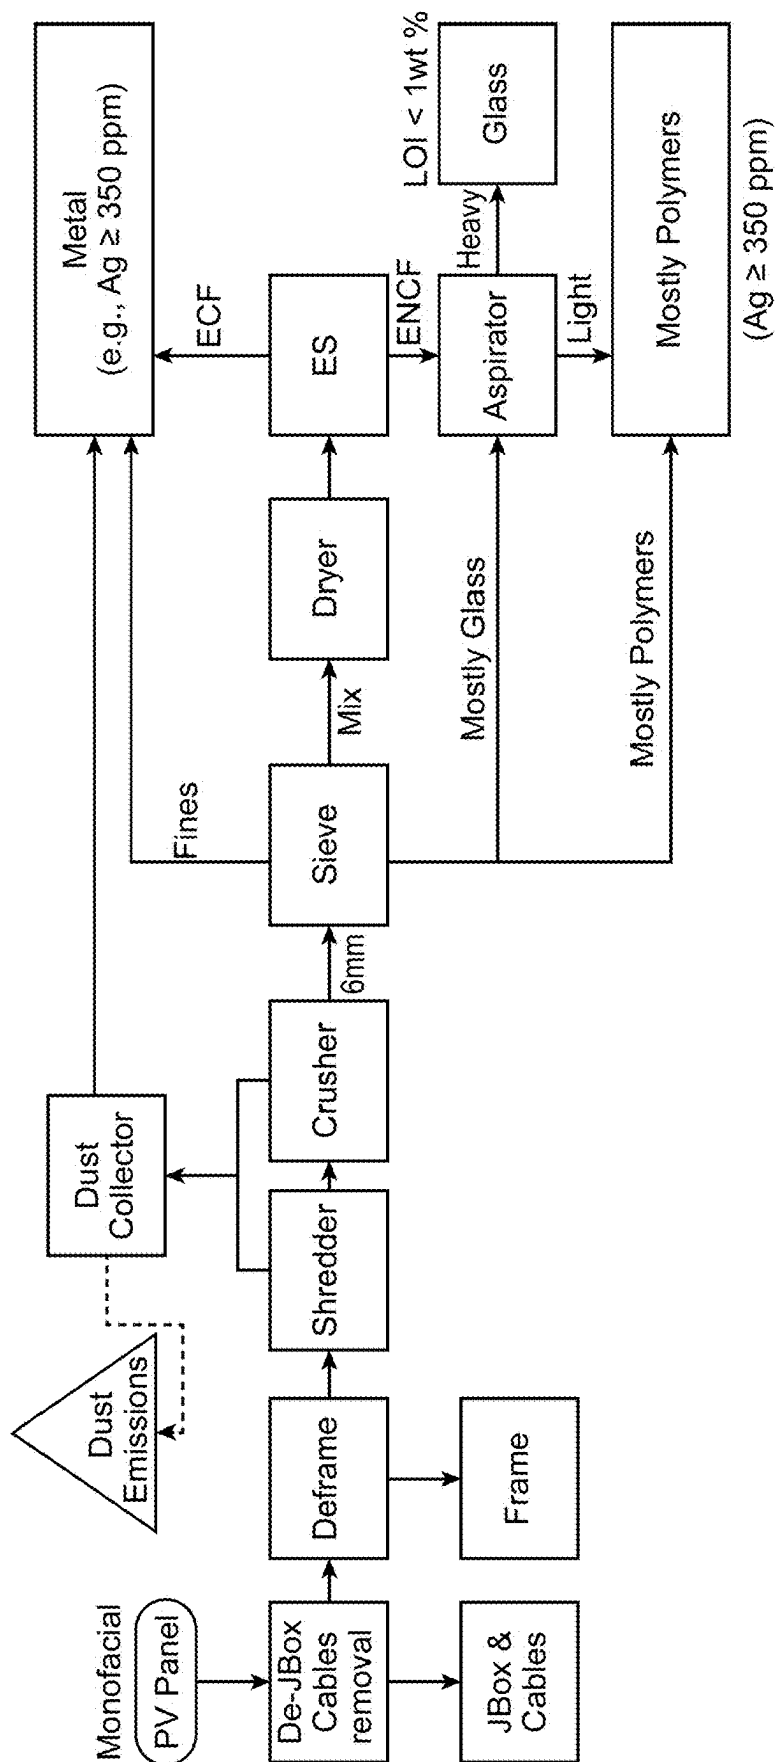 Monofacial
PV Panel
De-JBox
Cables
removal
JBox &
Cables
Deframe
Frame
Dust
Emissions
Shredder
Crusher
Dust
Collector
6mm
Sieve
Fines
Mix
Mostly Glass
Mostly Polymers
Dryer
ES
ECF
ENCF
Metal
(e.g., Ag ≥ 350 ppm)
Aspirator
Heavy
Light
LOI < 1wt %
Glass
Mostly Polymers
(Ag ≥ 350 ppm)